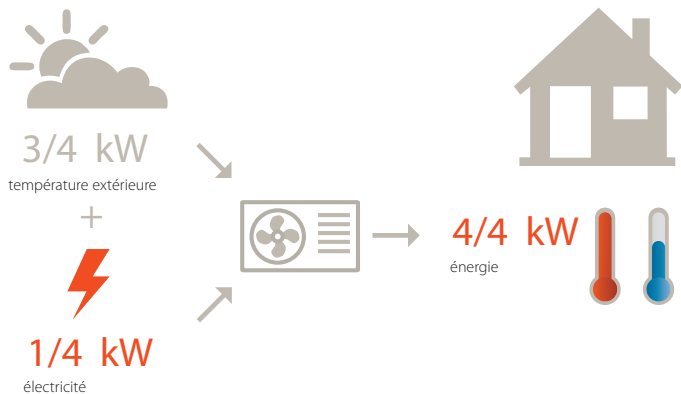 3/4 kW
température extérieure
+
1/4 kW
électricité
4/4 kW
énergie